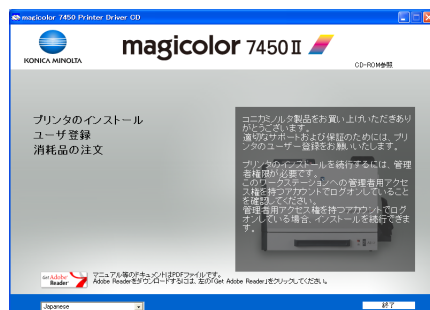 magicolor 7450 Printer Driver CD
KONICA MINOLTA
magicolor 7450 II
CD-ROM参照
プリンタのインストール
ユーザ登録
消耗品の注文
コニカミノルタ製品をお買い上げいただきあり
がとうございます。
適切なサポートおよび保証のためには、プリ
ンタのユーザー登録をお願いいたします。
プリンタのインストールを続行するには、管理
者権限が必要です。
このワークステーションへの管理者用アクセ
ス権を持つアカウントでログオンしていること
を確認してください。
管理者用アクセス権を持つアカウントでログ
オンしている場合、インストールを続行できま
す。
Get Adobe Reader
マニュアル等のドキュメントはPDFファイルです。
Adobe Readerをダウンロードするには、左の「Get Adobe Reader」をクリックしてください。
Japanese
終了